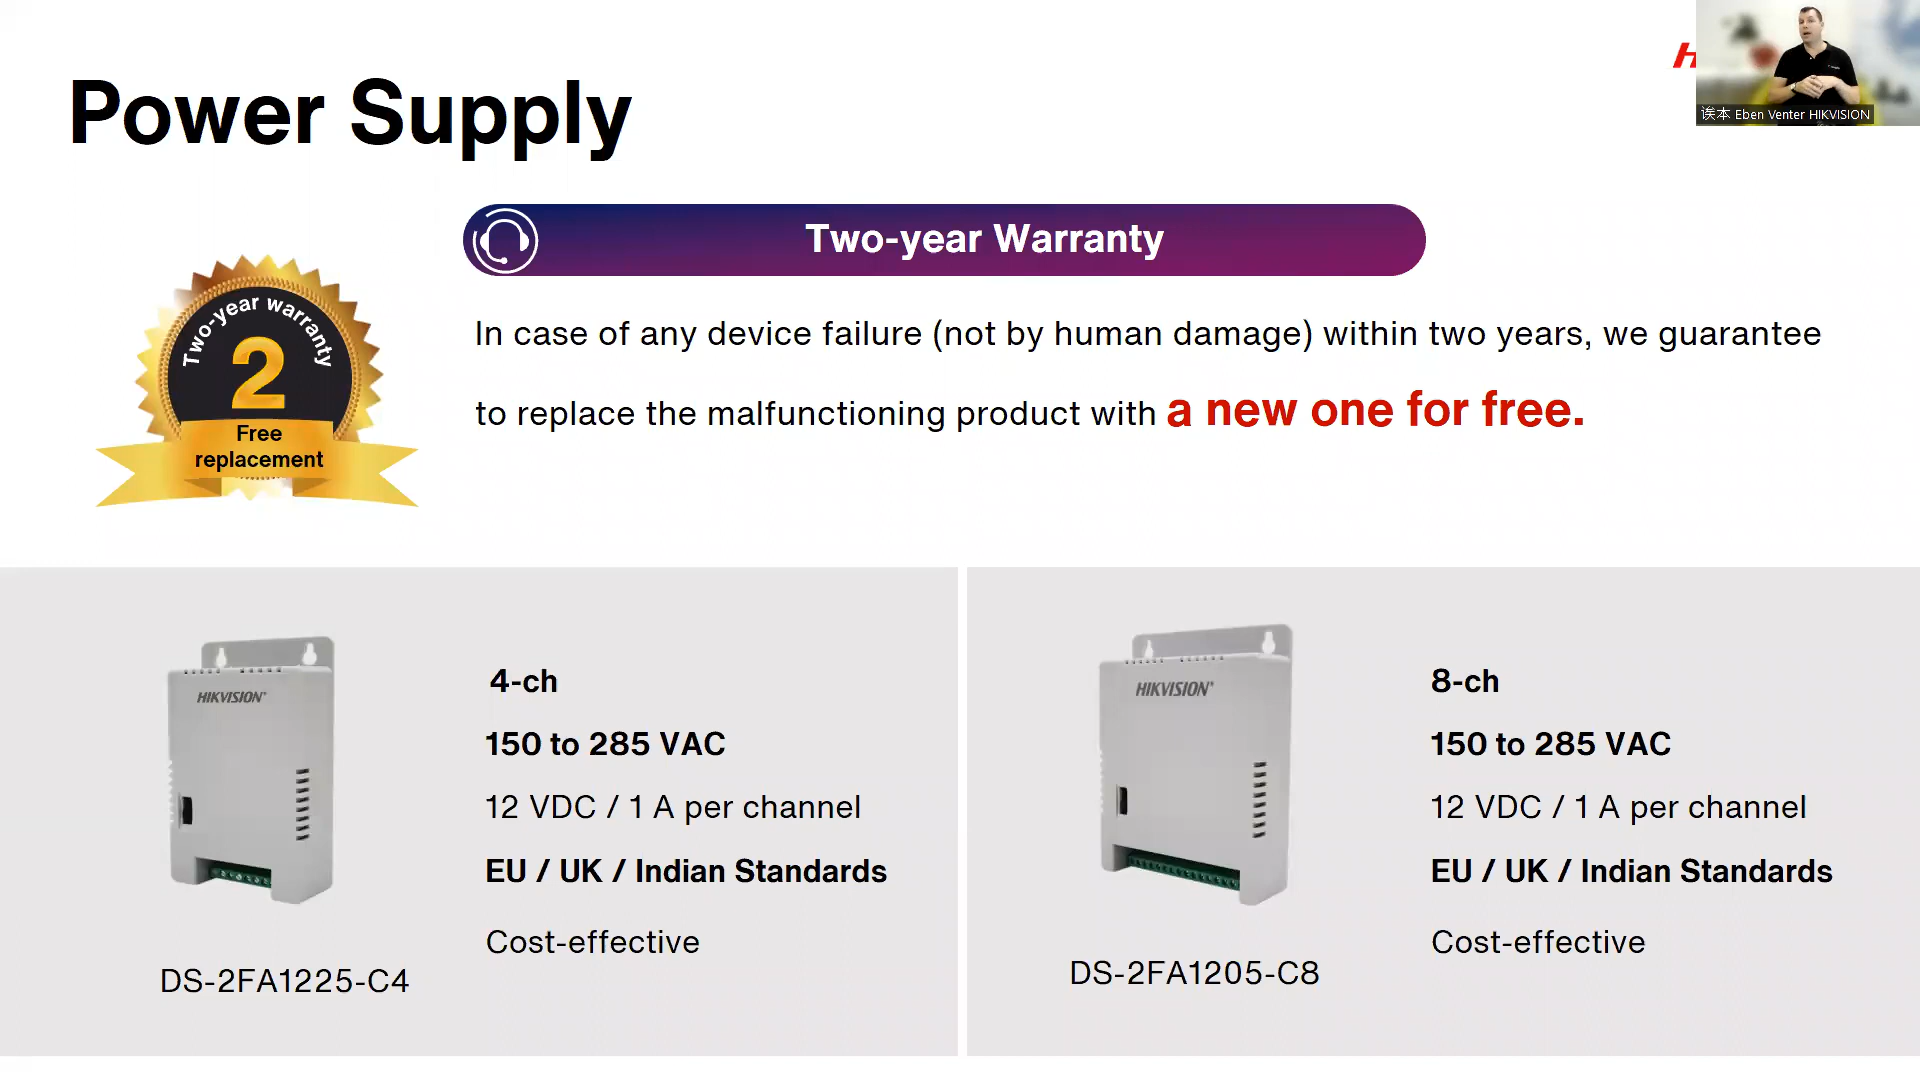 Power Supply
H
诶本 Eben Venter HIKVISION
Two-year Warranty
Two-year warranty
2
Free
replacement
In case of any device failure (not by human damage) within two years, we guarantee
to replace the malfunctioning product with a new one for free.
HIKVISION
4-ch
150 to 285 VAC
12 VDC / 1 A per channel
EU / UK / Indian Standards
Cost-effective
DS-2FA1225-C4
HIKVISION
8-ch
150 to 285 VAC
12 VDC / 1 A per channel
EU / UK / Indian Standards
Cost-effective
DS-2FA1205-C8